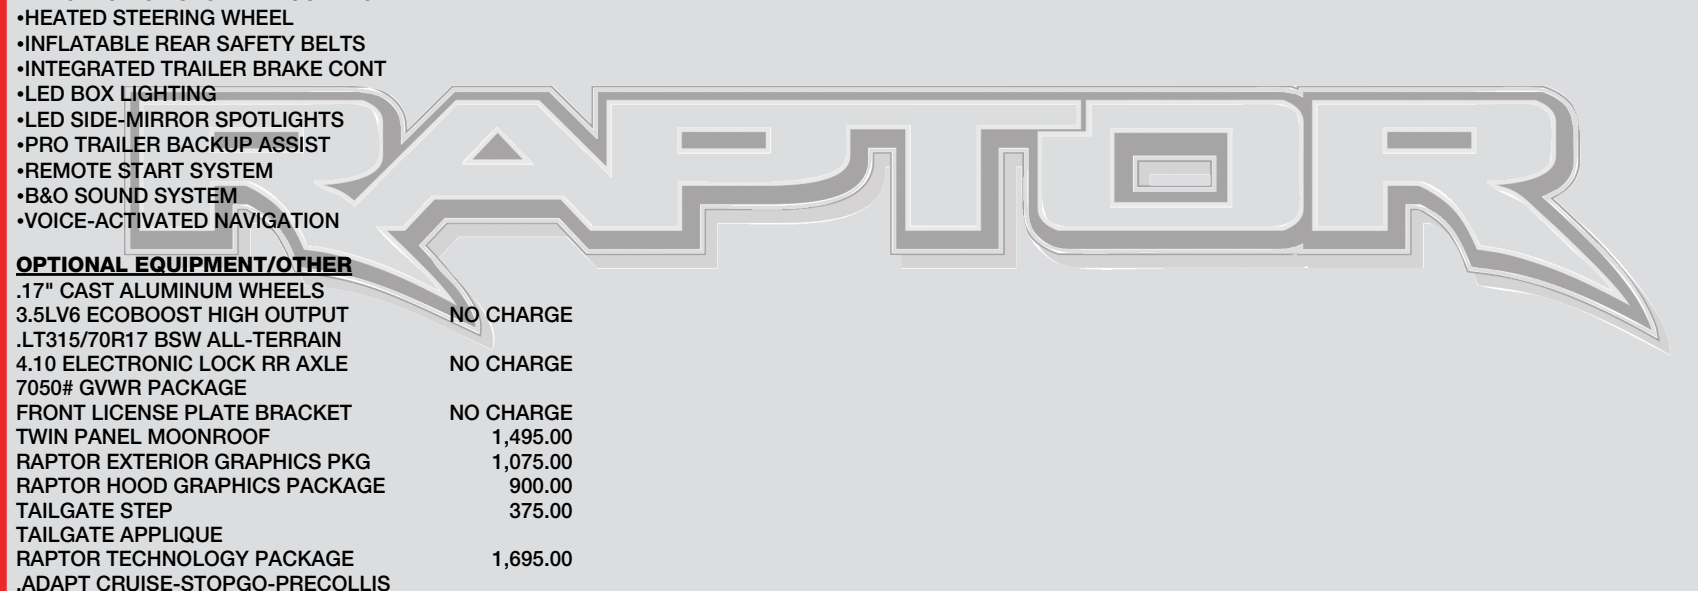 •HEATED STEERING WHEEL
•INFLATABLE REAR SAFETY BELTS
•INTEGRATED TRAILER BRAKE CONT
•LED BOX LIGHTING
•LED SIDE-MIRROR SPOTLIGHTS
•PRO TRAILER BACKUP ASSIST
•REMOTE START SYSTEM
•B&O SOUND SYSTEM
•VOICE-ACTIVATED NAVIGATION
RAPTOR
OPTIONAL EQUIPMENT/OTHER
.17" CAST ALUMINUM WHEELS
3.5LV6 ECOBOOST HIGH OUTPUT NO CHARGE
.LT315/70R17 BSW ALL-TERRAIN
4.10 ELECTRONIC LOCK RR AXLE NO CHARGE
7050# GVWR PACKAGE
FRONT LICENSE PLATE BRACKET NO CHARGE
TWIN PANEL MOONROOF 1,495.00
RAPTOR EXTERIOR GRAPHICS PKG 1,075.00
RAPTOR HOOD GRAPHICS PACKAGE 900.00
TAILGATE STEP 375.00
TAILGATE APPLIQUE
RAPTOR TECHNOLOGY PACKAGE 1,695.00
.ADAPT CRUISE-STOPGO-PRECOLLIS